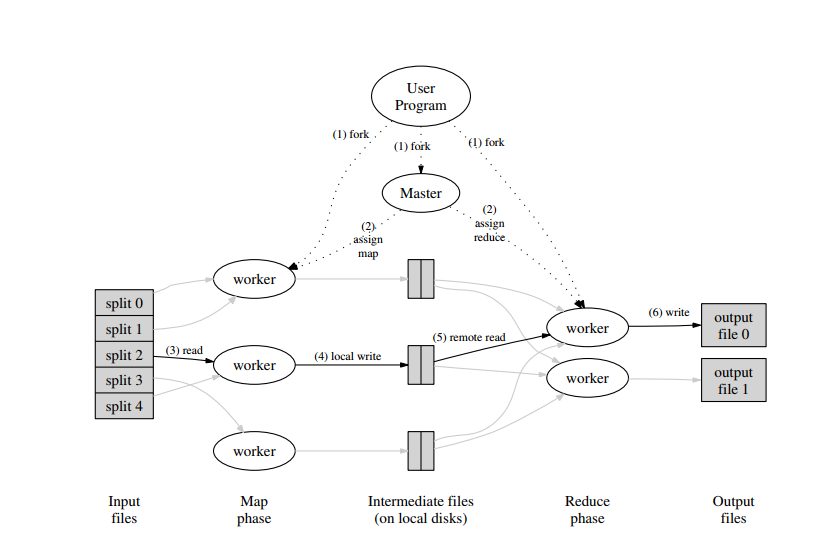 User
Program
(1) fork
(1) fork
(1) fork
Master
(2)
assign
map
(2)
assign
reduce
worker
split 0
split 1
split 2
split 3
split 4
(3) read
worker
(4) local write
worker
(5) remote read
worker
worker
(6) write
output
file 0
output
file 1
Input
files
Map
phase
Intermediate files
(on local disks)
Reduce
phase
Output
files